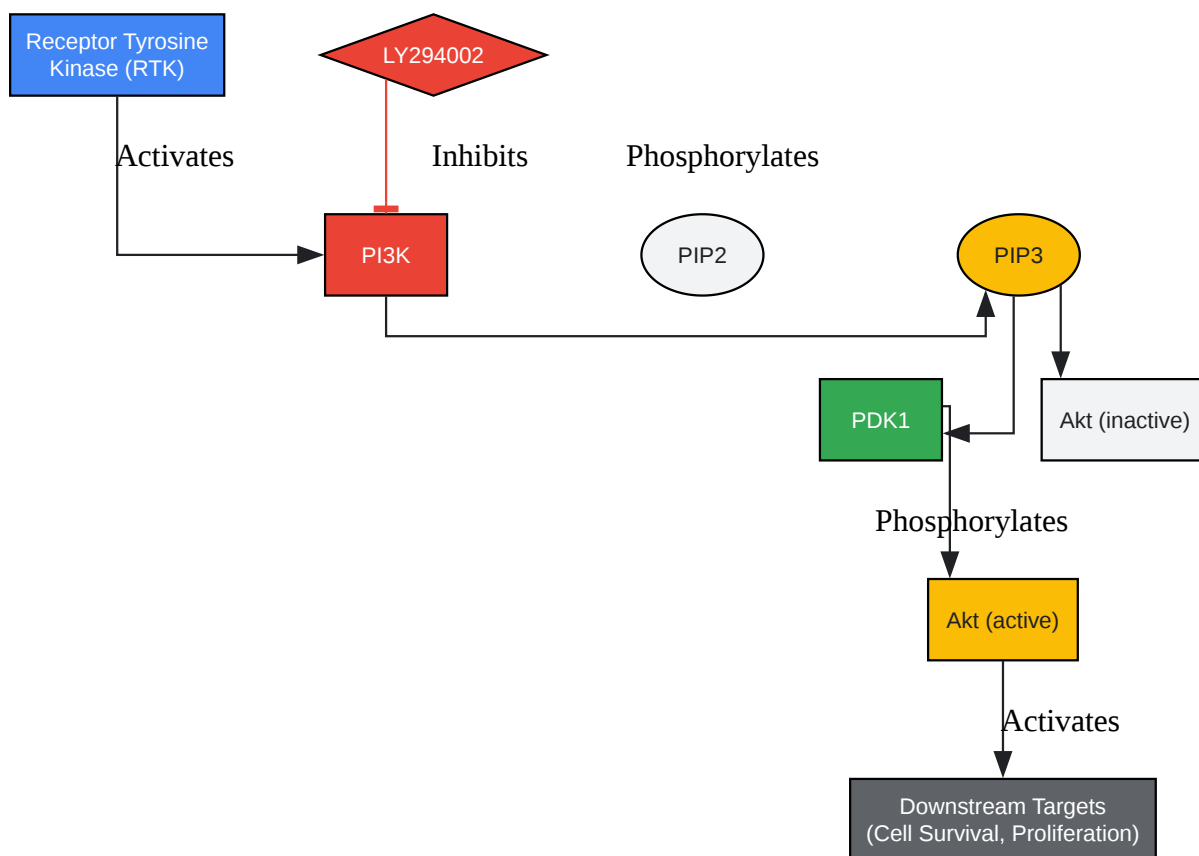 Receptor Tyrosine
Kinase (RTK)
LY294002
Activates
Inhibits
Phosphorylates
PI3K
PIP2
PIP3
PDK1
Akt (inactive)
Phosphorylates
Akt (active)
Activates
Downstream Targets
(Cell Survival, Proliferation)